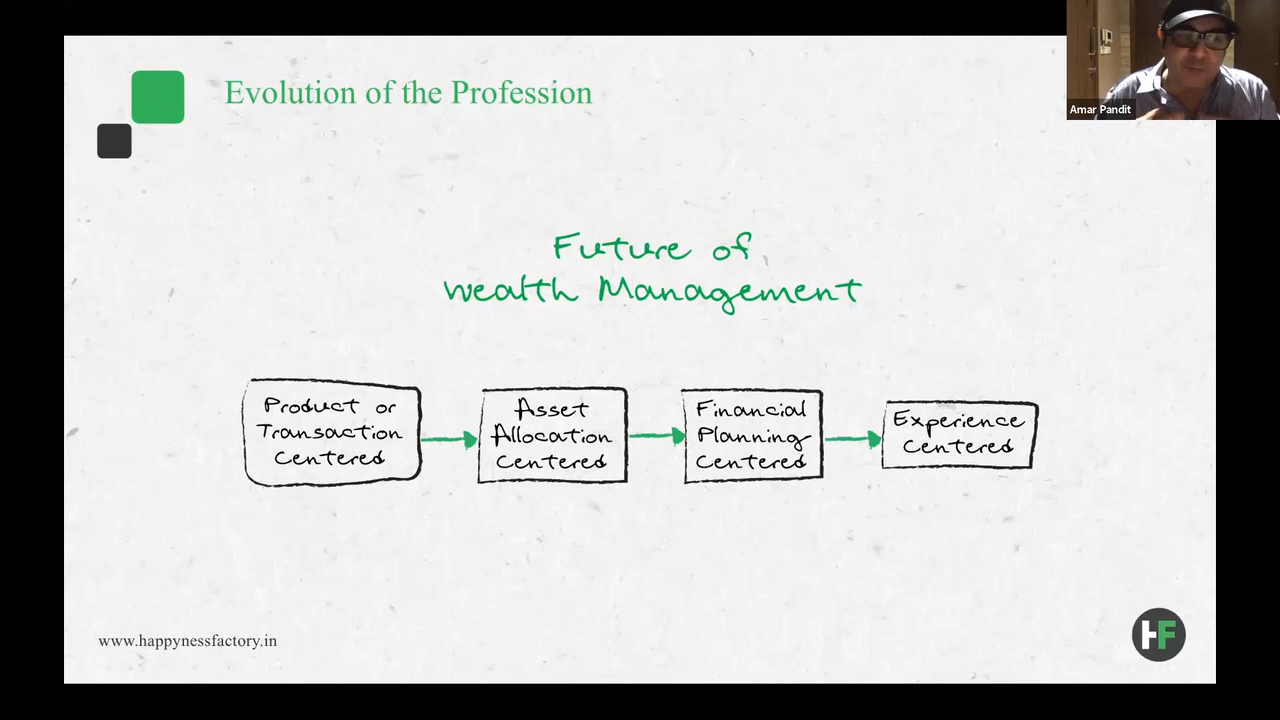 Evolution of the Profession
Amar Pandit
Future of
Wealth Management
Product or
Transaction
Centered
Asset
Allocation
Centered
Financial
Planning
Centered
Experience
Centered
www.happynessfactory.in
HF